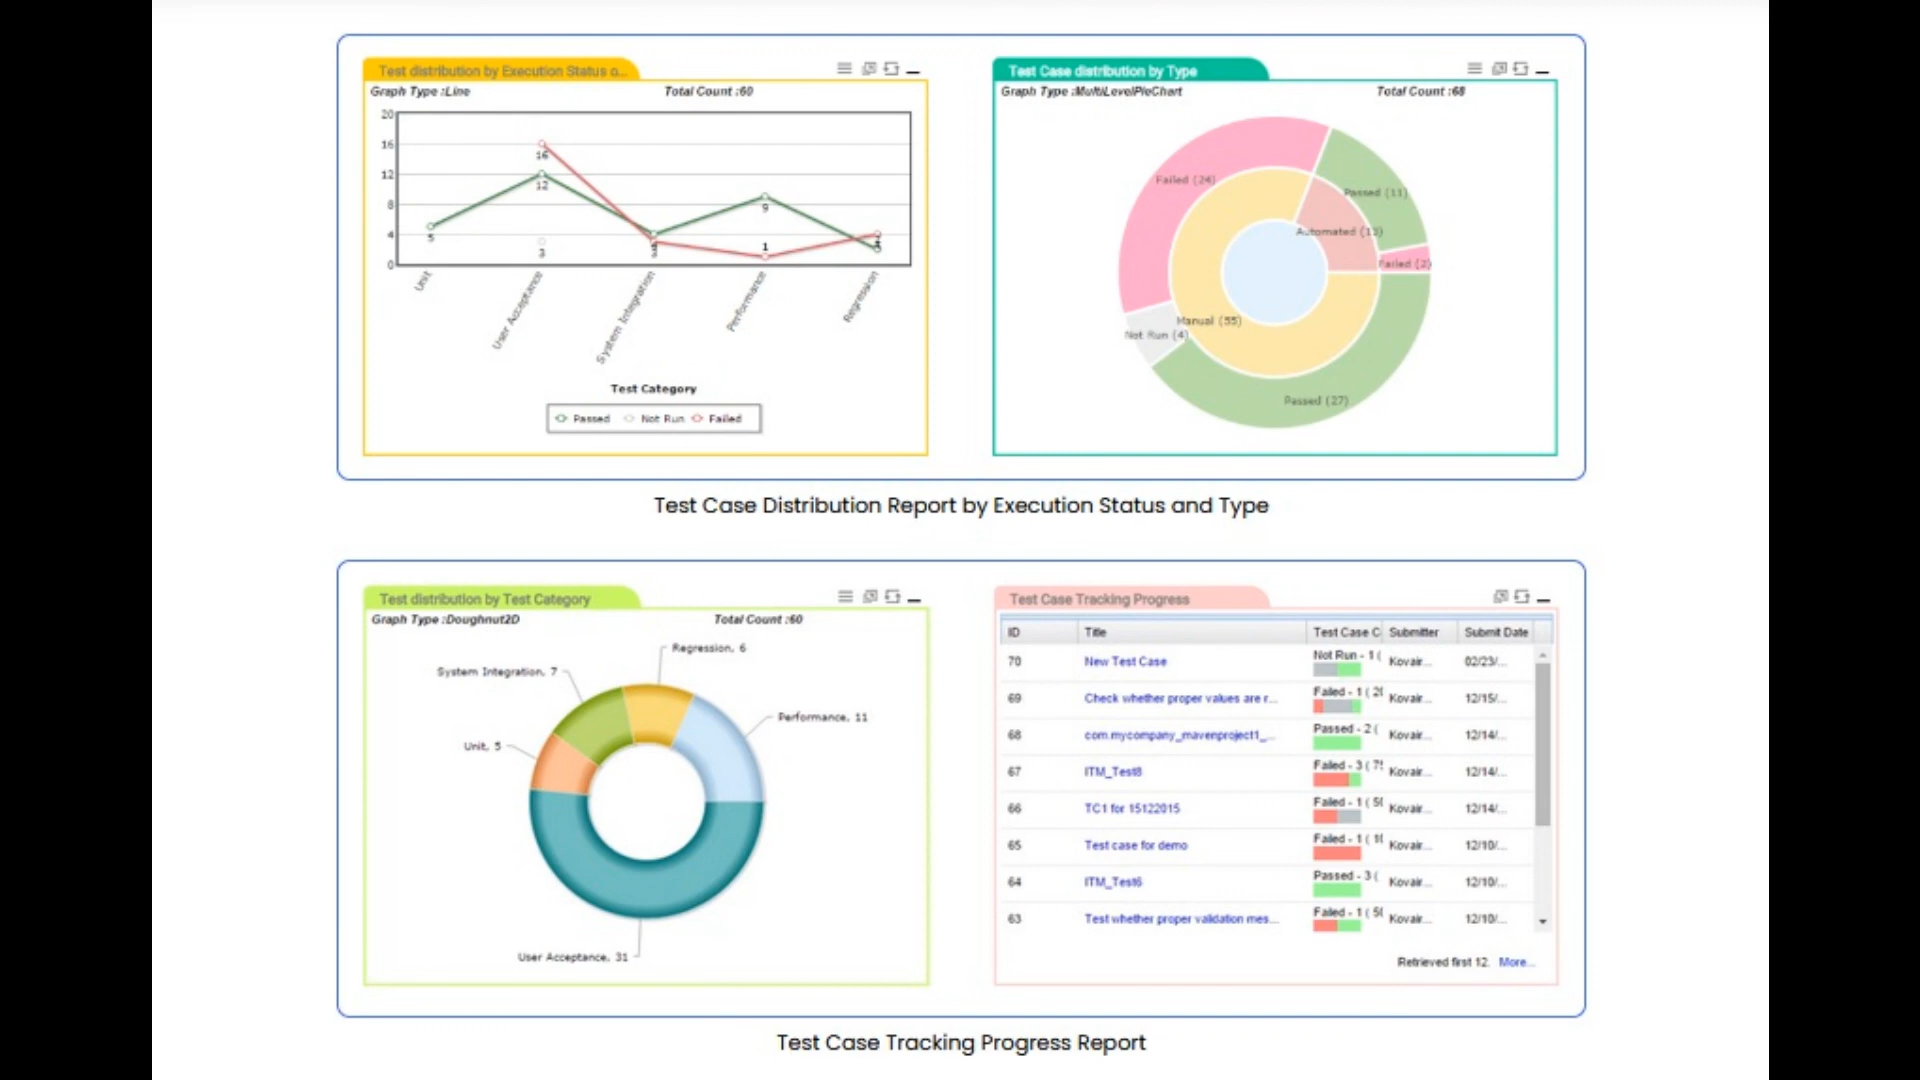 Test distribution by Execution Status o...
Graph Type :Line
Total Count :60
20
16
12
8
4
0
16
12
5
3
9
1
Unit
User Acceptance
System Integration
Performance
Regression
Test Category
Passed
Not Run
Failed
Test Case distribution by Type
Graph Type :MultiLevelPieChart
Total Count :68
Failed (24)
Passed (11)
Automated (13)
Failed (2)
Manual (55)
Not Run (4)
Passed (27)
Test Case Distribution Report by Execution Status and Type
Test distribution by Test Category
Graph Type :Doughnut2D
Total Count :60
Regression, 6
System Integration, 7
Performance, 11
Unit, 5
User Acceptance, 31
Test Case Tracking Progress
ID Title Test Case C Submitter Submit Date
70 New Test Case Not Run - 1 ( Kovair... 02/23/...
69 Check whether proper values are r... Failed - 1 ( 20 Kovair... 12/15/...
68 com.mycompany_mavenproject1_... Passed - 2 ( Kovair... 12/14/...
67 ITM_Test8 Failed - 3 ( 75 Kovair... 12/14/...
66 TC1 for 15122015 Failed - 1 ( 50 Kovair... 12/14/...
65 Test case for demo Failed - 1 ( 10 Kovair... 12/10/...
64 ITM_Test6 Passed - 3 ( Kovair... 12/10/...
63 Test whether proper validation mes... Failed - 1 ( 50 Kovair... 12/10/...
Retrieved first 12. More...
Test Case Tracking Progress Report